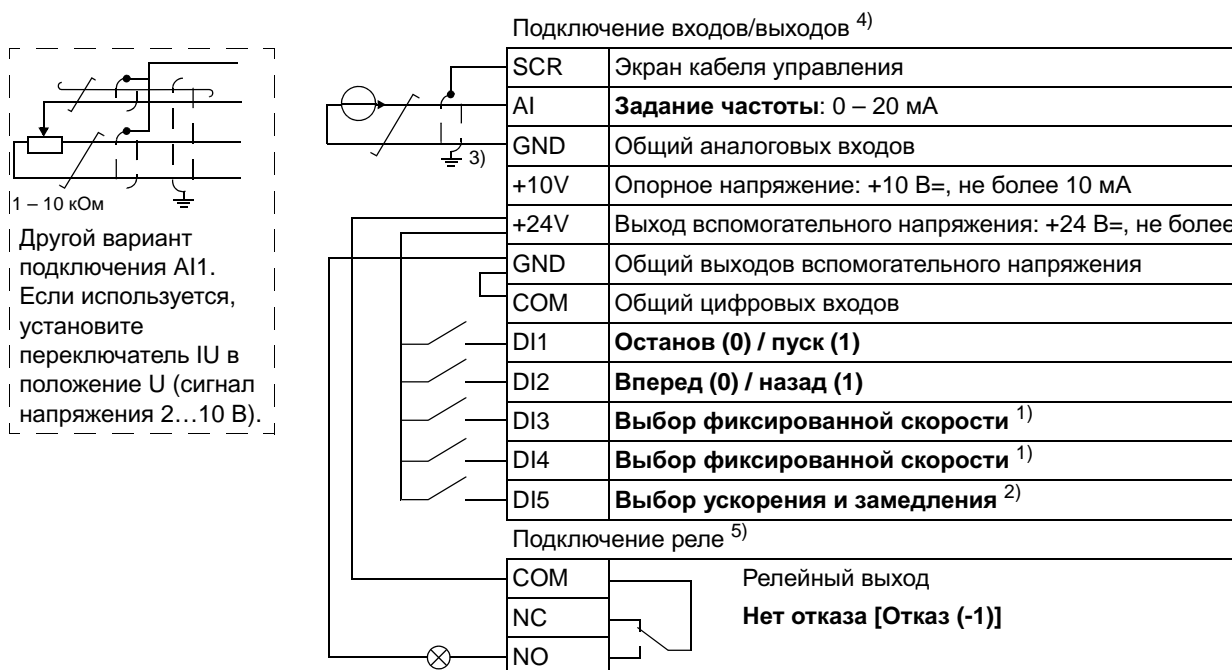 Подключение входов/выходов 4)
SCR Экран кабеля управления
AI Задание частоты: 0 – 20 мА
GND Общий аналоговых входов
3)
+10V Опорное напряжение: +10 В=, не более 10 мА
+24V Выход вспомогательного напряжения: +24 В=, не более
GND Общий выходов вспомогательного напряжения
COM Общий цифровых входов
DI1 Останов (0) / пуск (1)
DI2 Вперед (0) / назад (1)
DI3 Выбор фиксированной скорости 1)
DI4 Выбор фиксированной скорости 1)
DI5 Выбор ускорения и замедления 2)
Подключение реле 5)
COM Релейный выход
NC Нет отказа [Отказ (-1)]
NO
1 – 10 кОм
Другой вариант
подключения AI1.
Если используется,
установите
переключатель IU в
положение U (сигнал
напряжения 2…10 В).